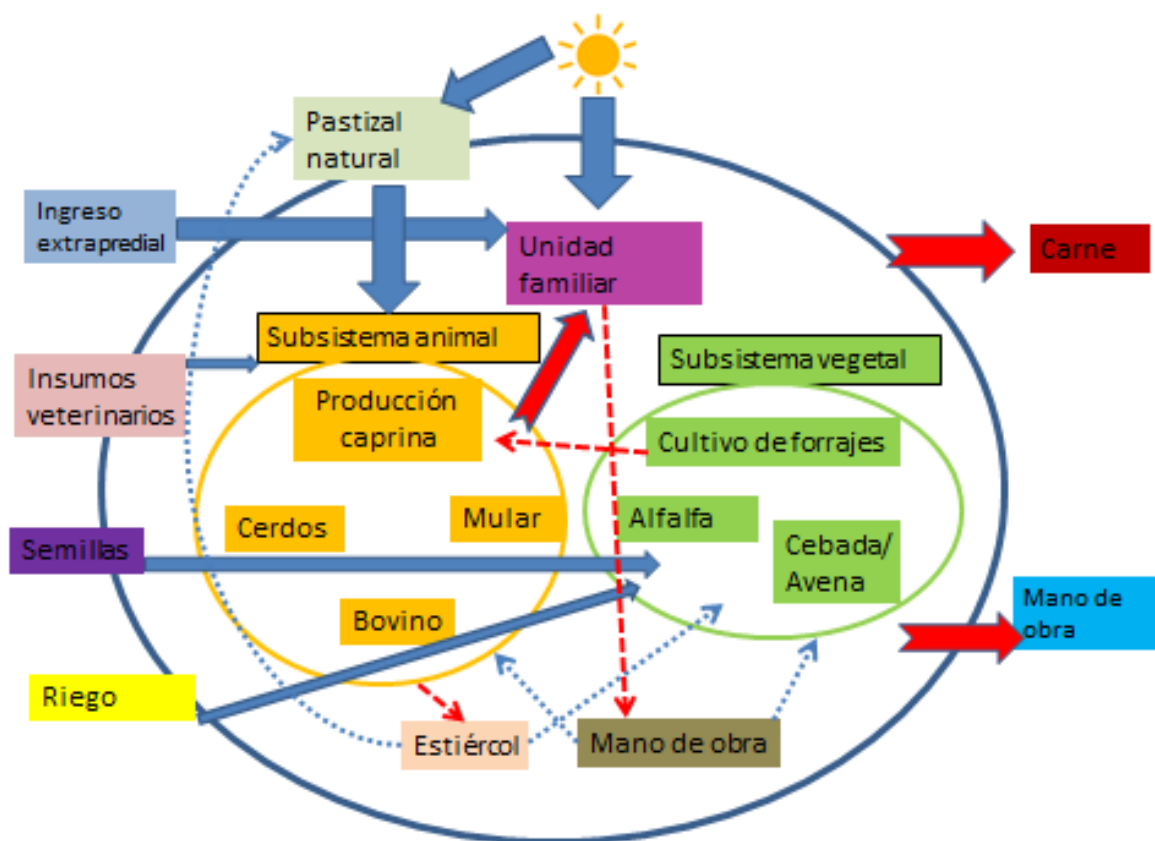 Pastizal
natural
Ingreso
extrapredial
Unidad
familiar
Carne
Subsistema animal
Subsistema vegetal
Insumos
veterinarios
Producción
caprina
Cultivo de forrajes
Cerdos
Mular
Alfalfa
Semillas
Cebada/
Avena
Bovino
Mano de
obra
Riego
Estiércol
Mano de obra